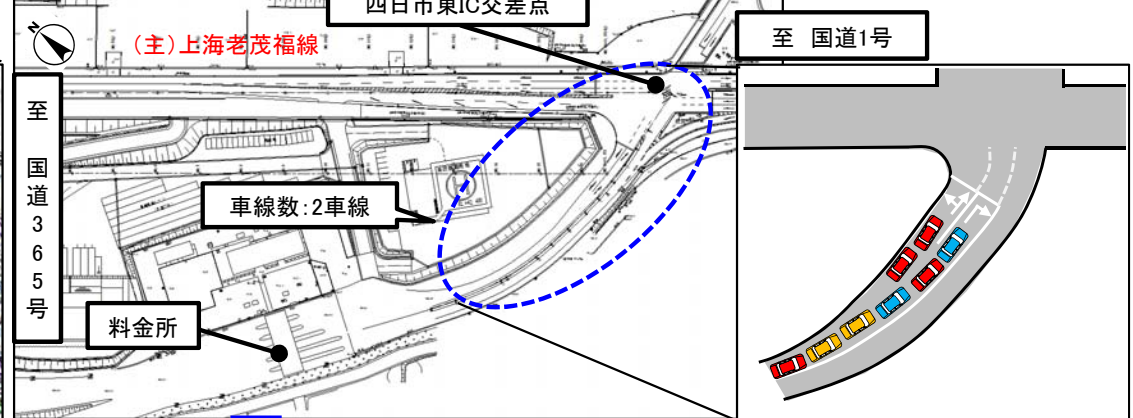 四日市東IC交差点
N
(主)上海老茂福線
至 国道1号
至 国道365号
車線数:2車線
料金所